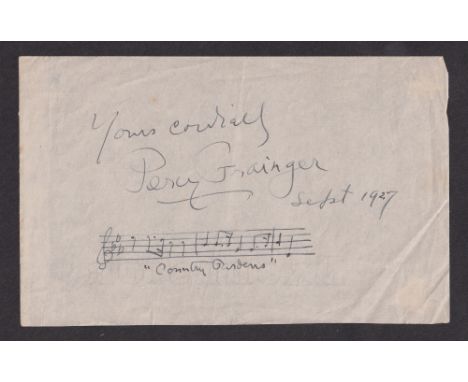 Yours cordially
Percy Grainger
Sept 1927
"Country Gardens"